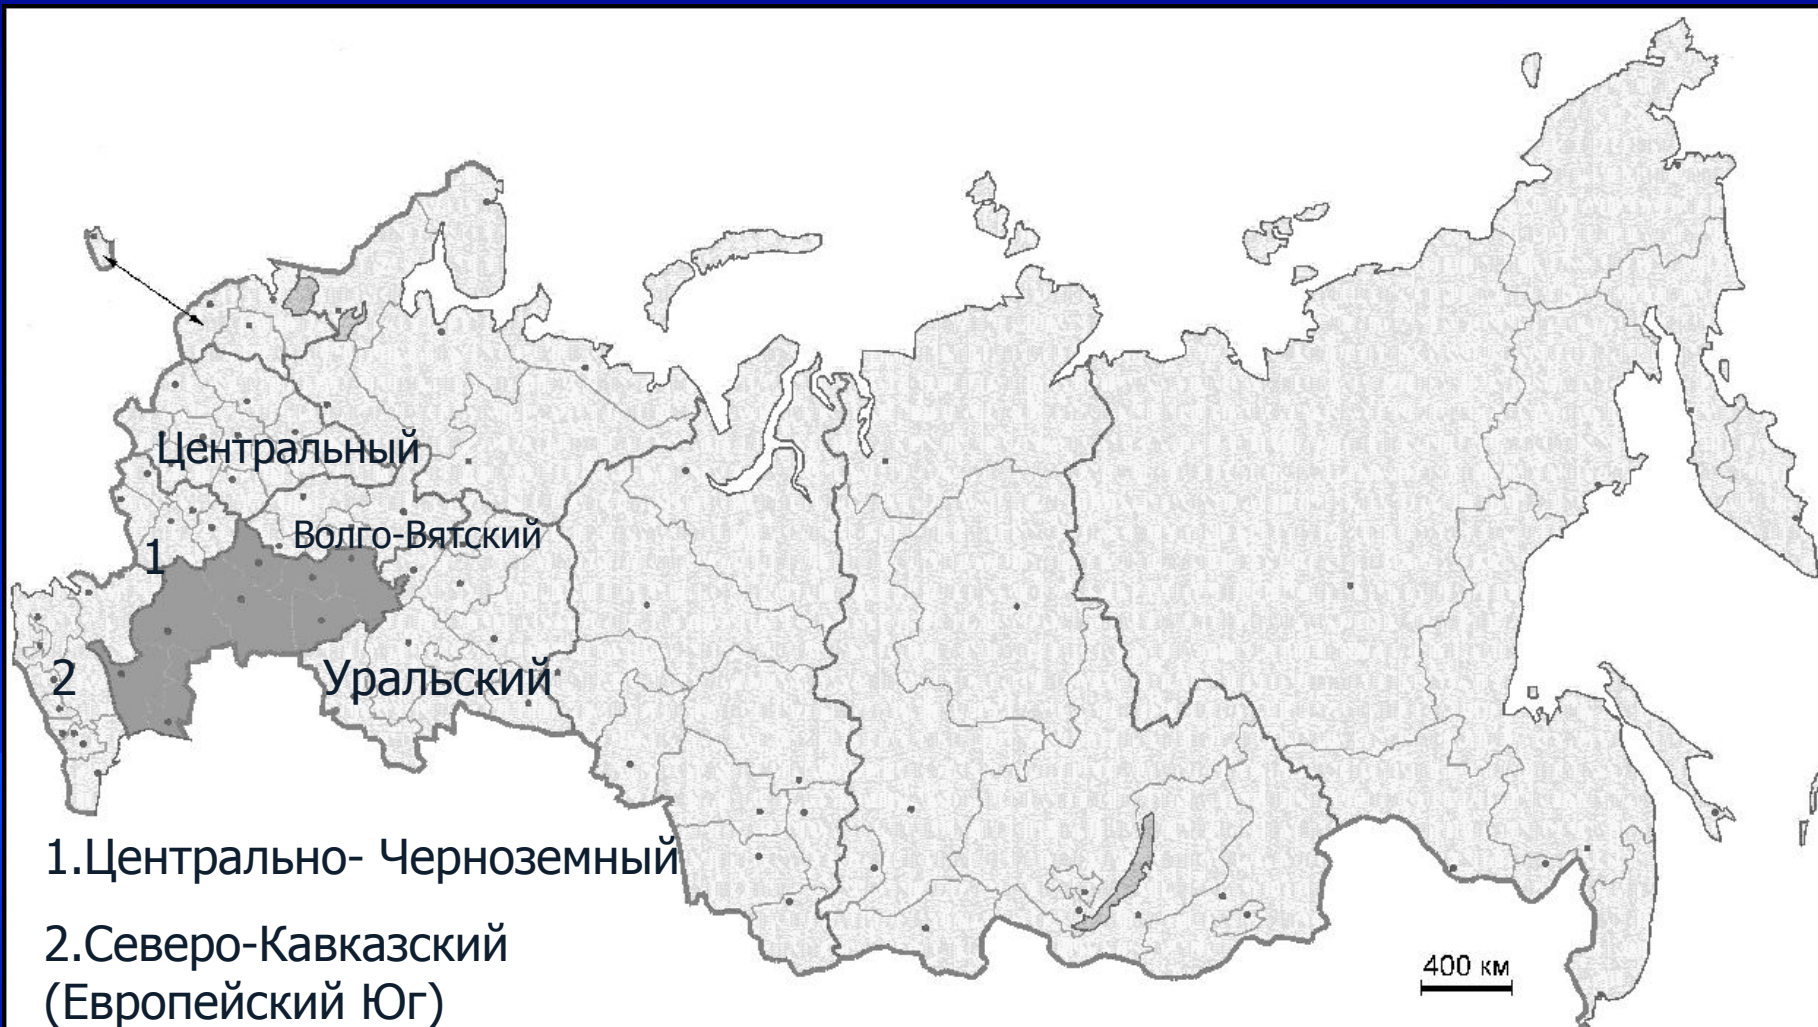 Центральный
Волго-Вятский
1
2
Уральский
1.Центрально- Черноземный
2.Северо-Кавказский
(Европейский Юг)
400 км